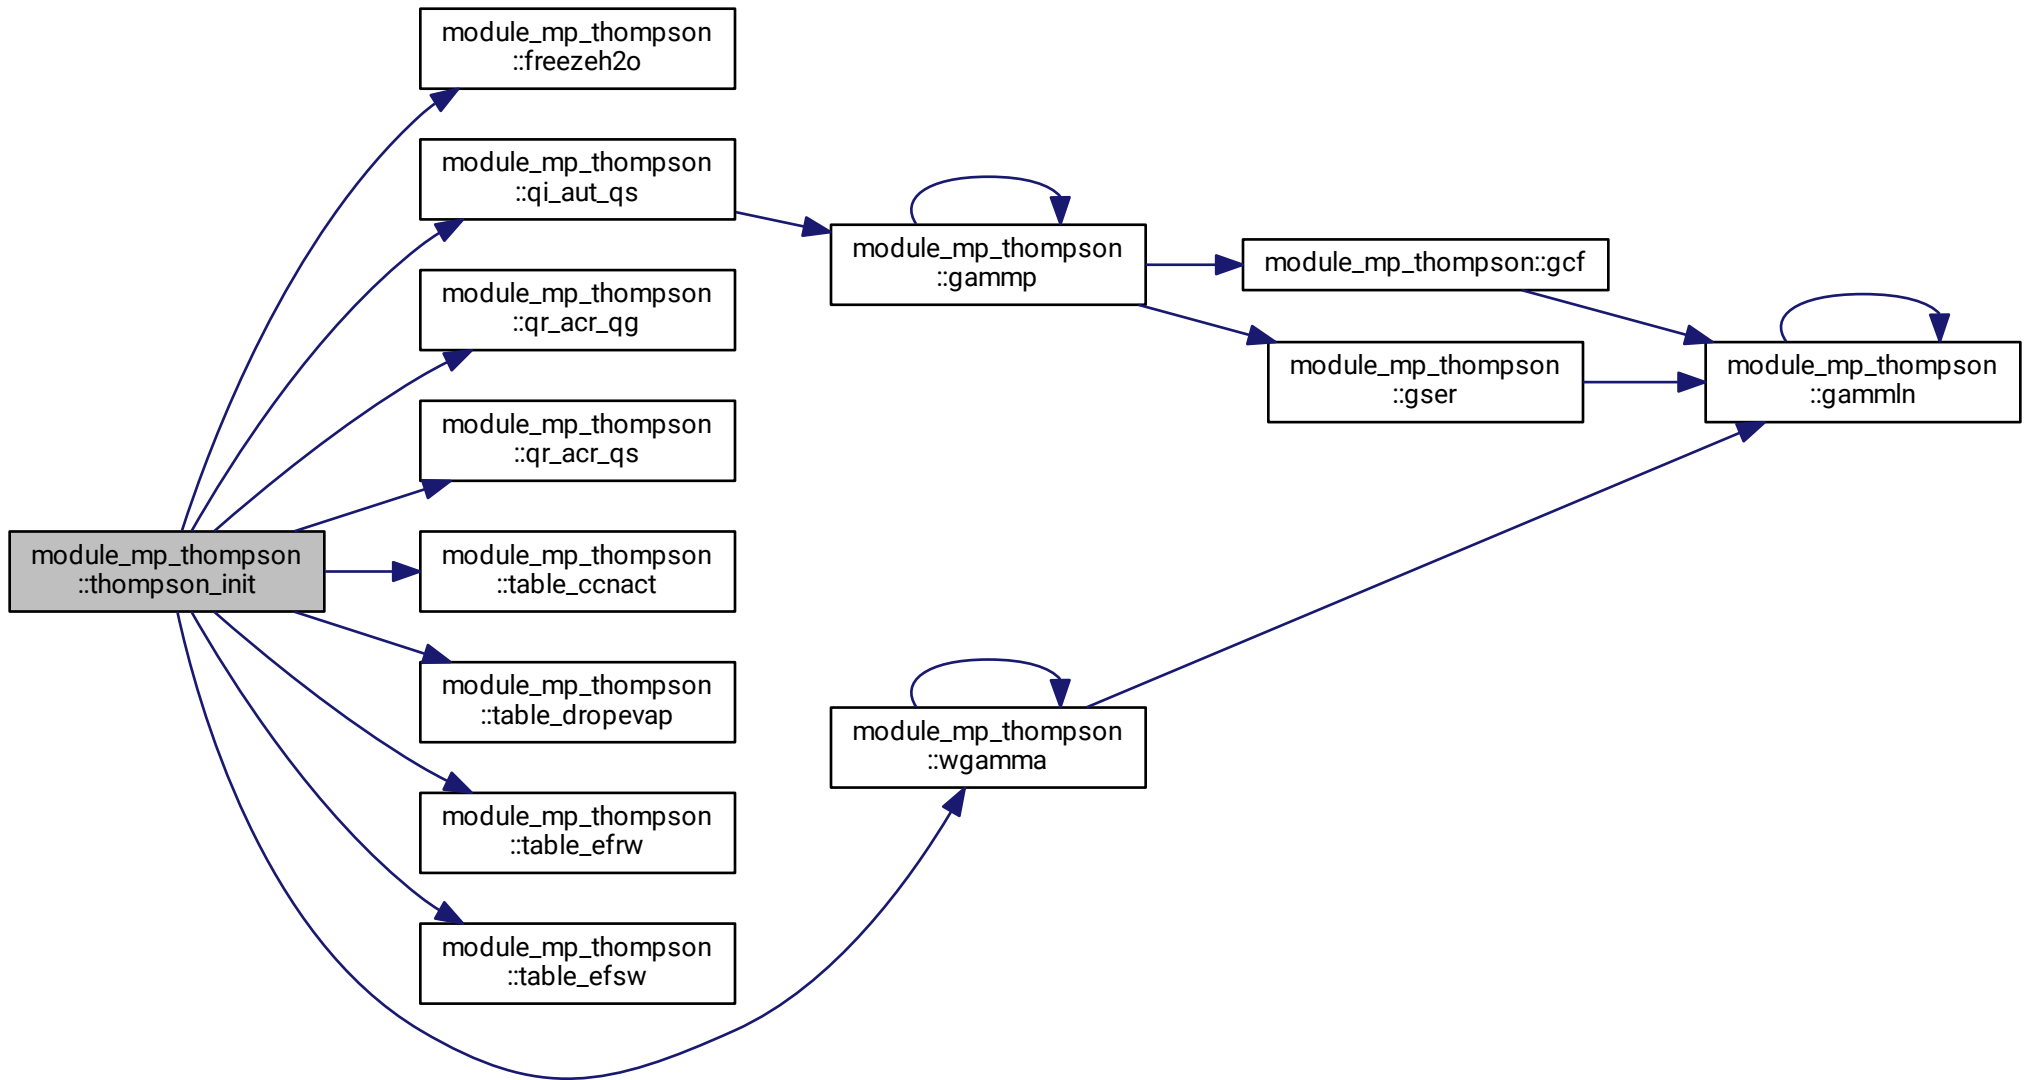 module_mp_thompson
::freezeh2o
module_mp_thompson
::qi_aut_qs
module_mp_thompson
::qr_acr_qg
module_mp_thompson
::qr_acr_qs
module_mp_thompson
::thompson_init
module_mp_thompson
::table_ccnact
module_mp_thompson
::table_dropevap
module_mp_thompson
::table_efrw
module_mp_thompson
::table_efsw
module_mp_thompson
::gammp
module_mp_thompson::gcf
module_mp_thompson
::gser
module_mp_thompson
::gammln
module_mp_thompson
::wgamma